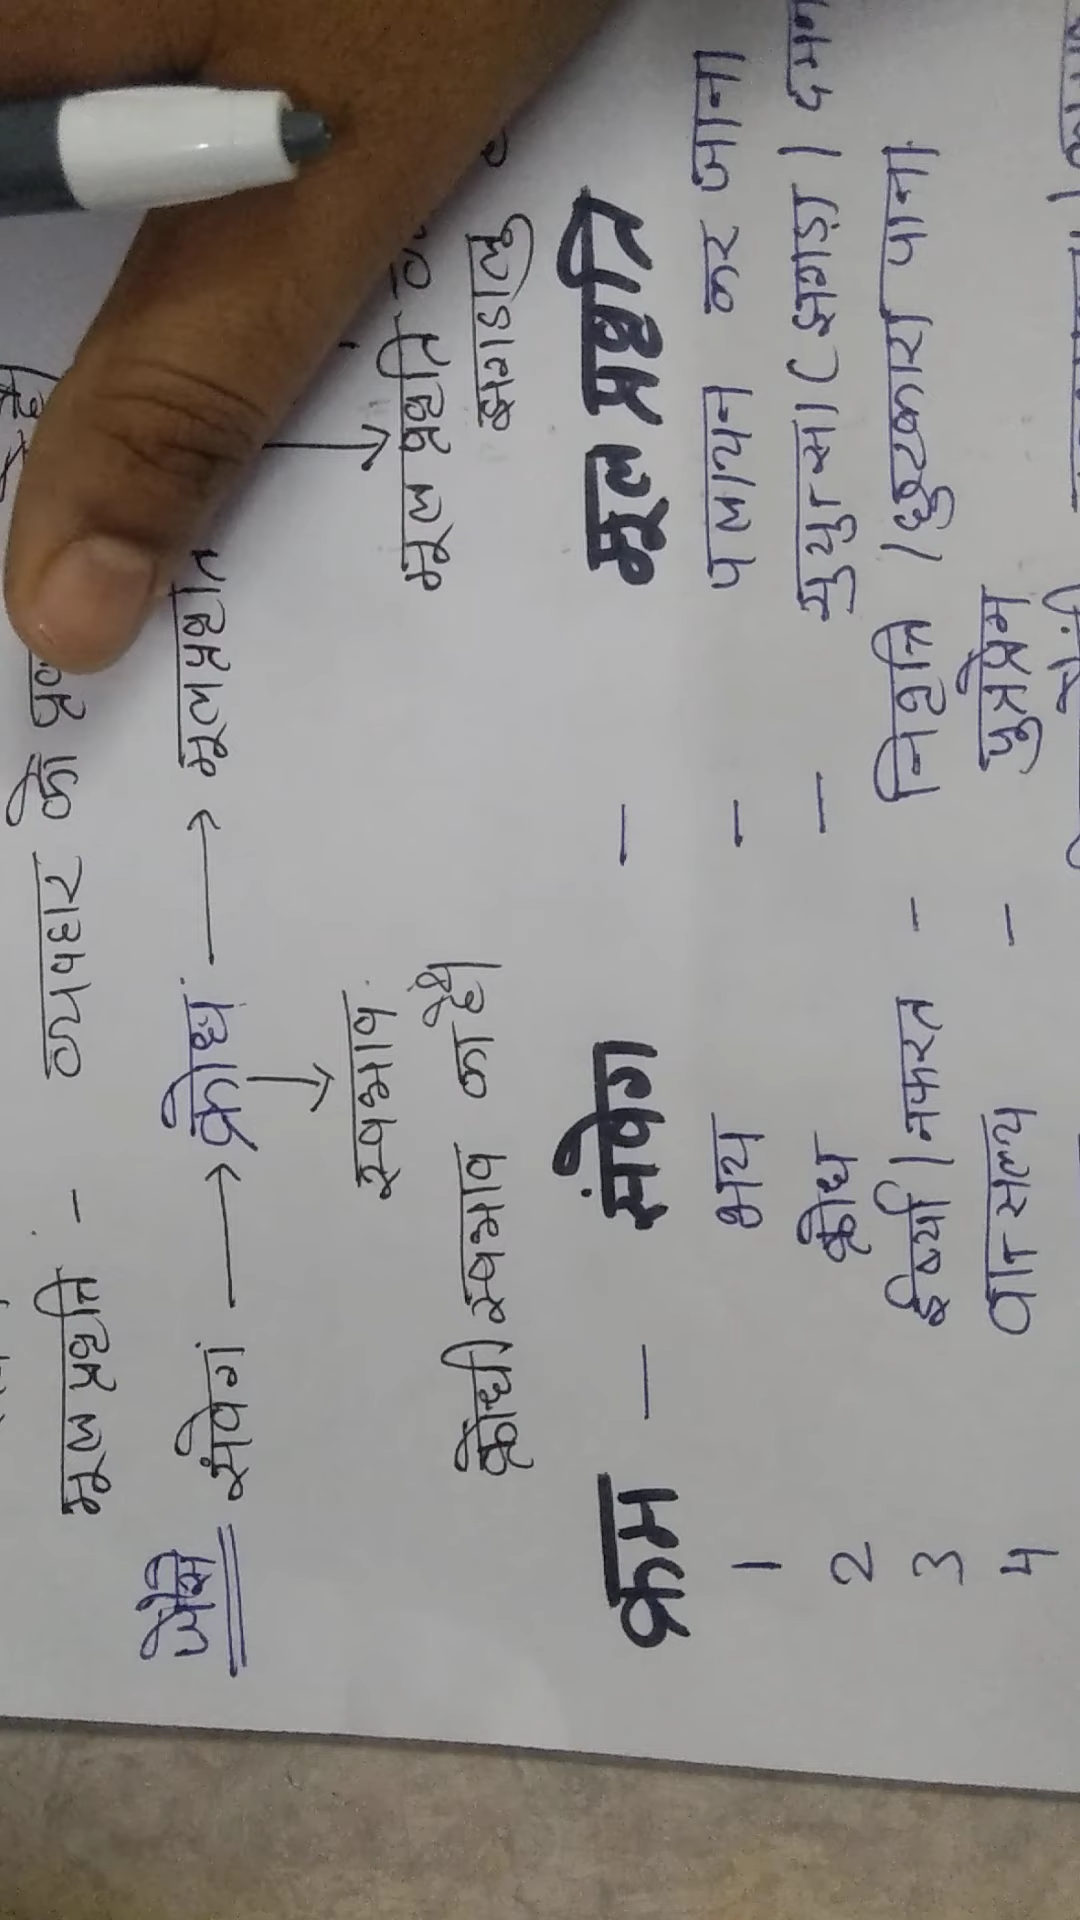 मूल प्रवृत्ति - व्यवहार के
जैसे संवेग → क्रोध → मूलप्रवृत्ति
स्वभाव मूल प्रवृत्ति
क्रोधी स्वभाव का है। झगडालु
क्रम - संवेग - मूल प्रवृत्ति
1 भय - पलायन कर जाना
2 क्रोध - युयुत्सा (झगड़ा /
3 ईर्ष्या / नफरत - निवृत्ति / छुटकारा पाना
4 वात्सल्य - पुत्रप्रेम